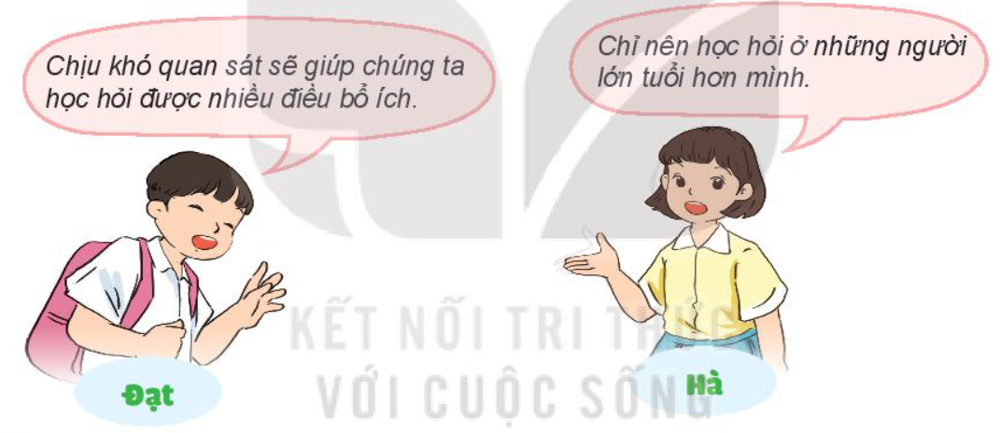 Chịu khó quan sát sẽ giúp chúng ta
học hỏi được nhiều điều bổ ích.
Chỉ nên học hỏi ở những người
lớn tuổi hơn mình.
KẾT NỐI TRI THỨC
VỚI CUỘC SỐNG
Đạt
Hà